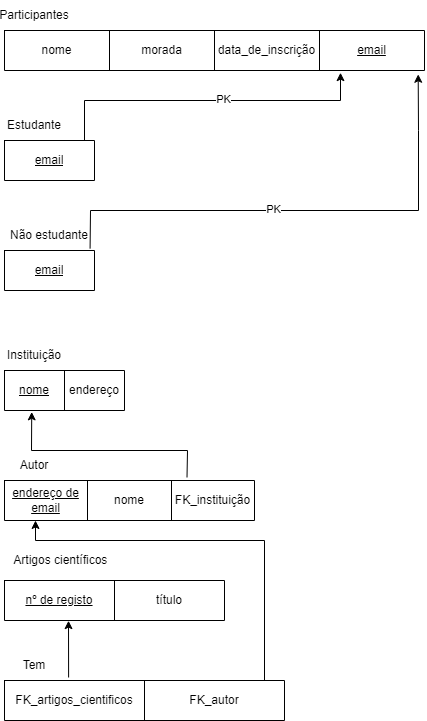 Participantes
nome morada data_de_inscrição email
PK
Estudante
email
PK
Não estudante
email
Instituição
nome endereço
Autor
endereço de
email
nome FK_instituição
Artigos científicos
nº de registo título
Tem
FK_artigos_cientificos FK_autor